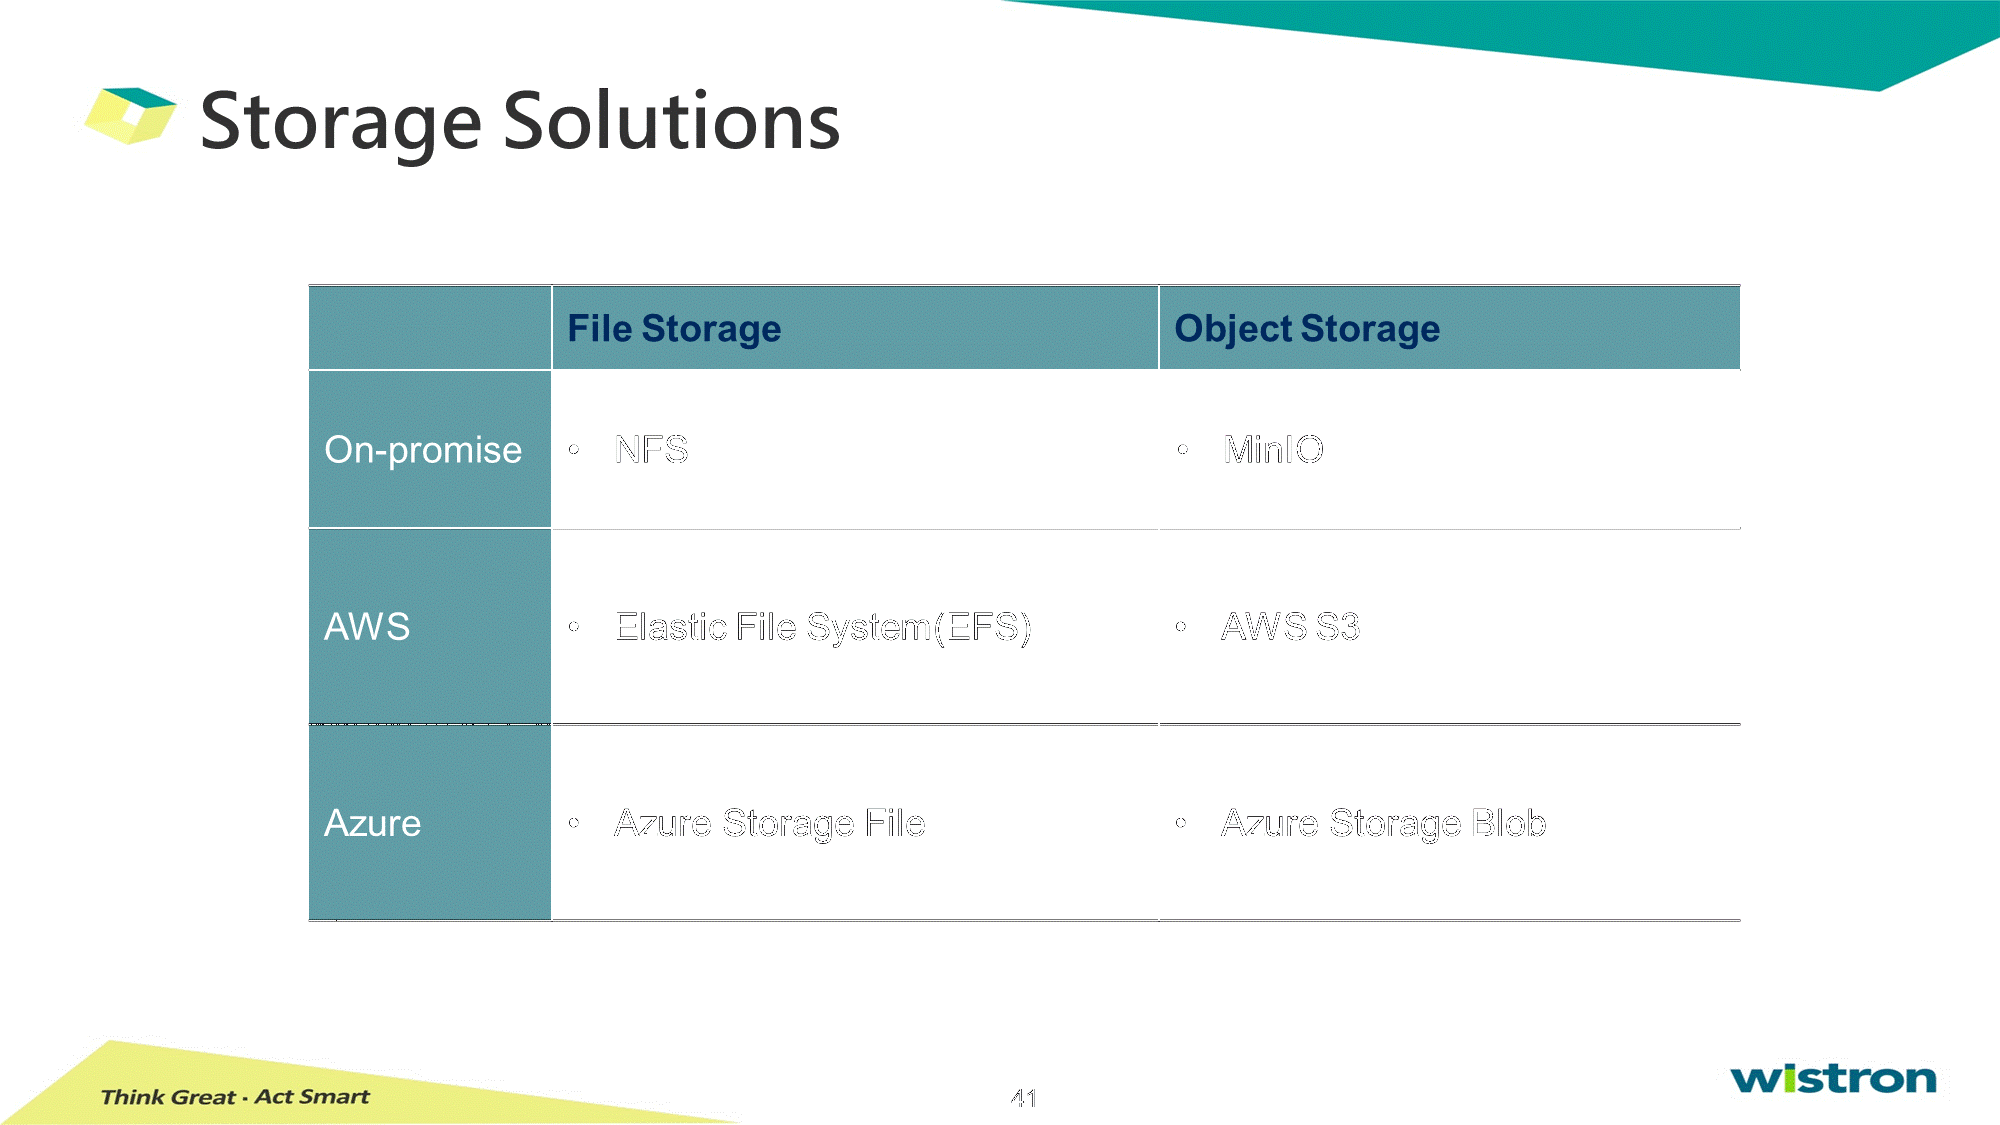 Storage Solutions
File Storage Object Storage
On-promise • NFS • MinIO
AWS • Elastic File System(EFS) • AWS S3
Azure • Azure Storage File • Azure Storage Blob
Think Great · Act Smart 41 wistron